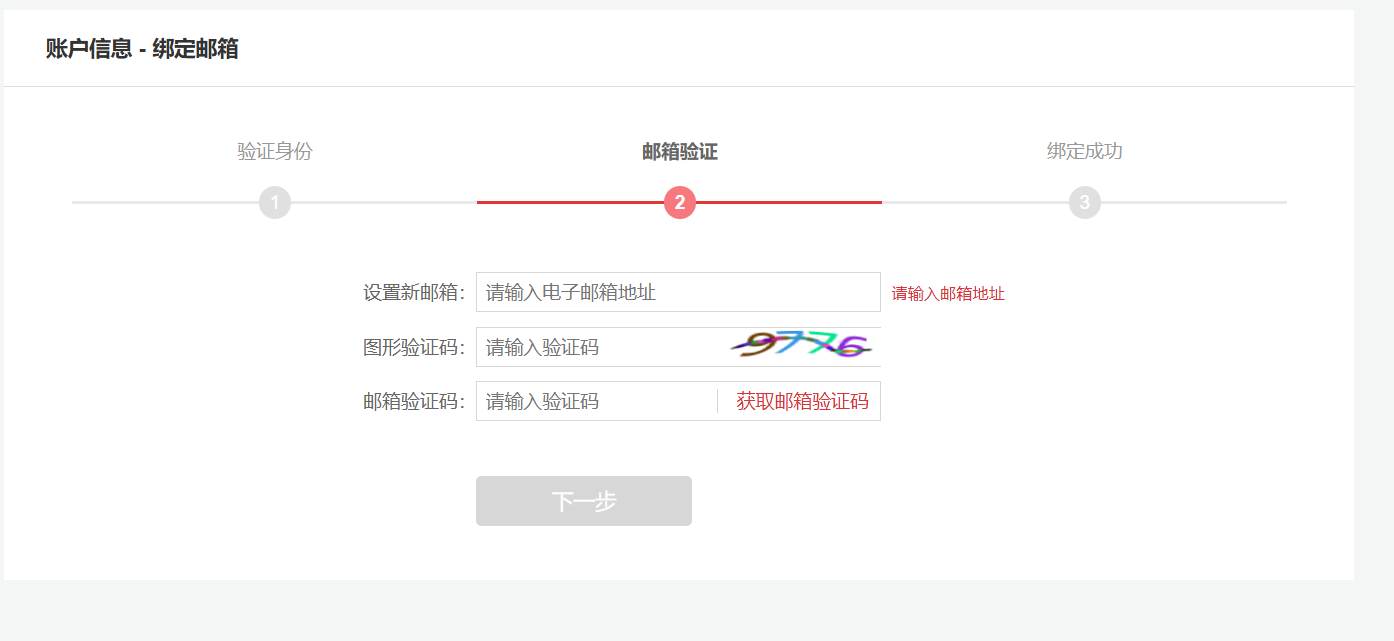 账户信息 - 绑定邮箱
验证身份 邮箱验证 绑定成功
1 2 3
设置新邮箱： 请输入电子邮箱地址 请输入邮箱地址
图形验证码： 请输入验证码 9776
邮箱验证码： 请输入验证码 获取邮箱验证码
下一步